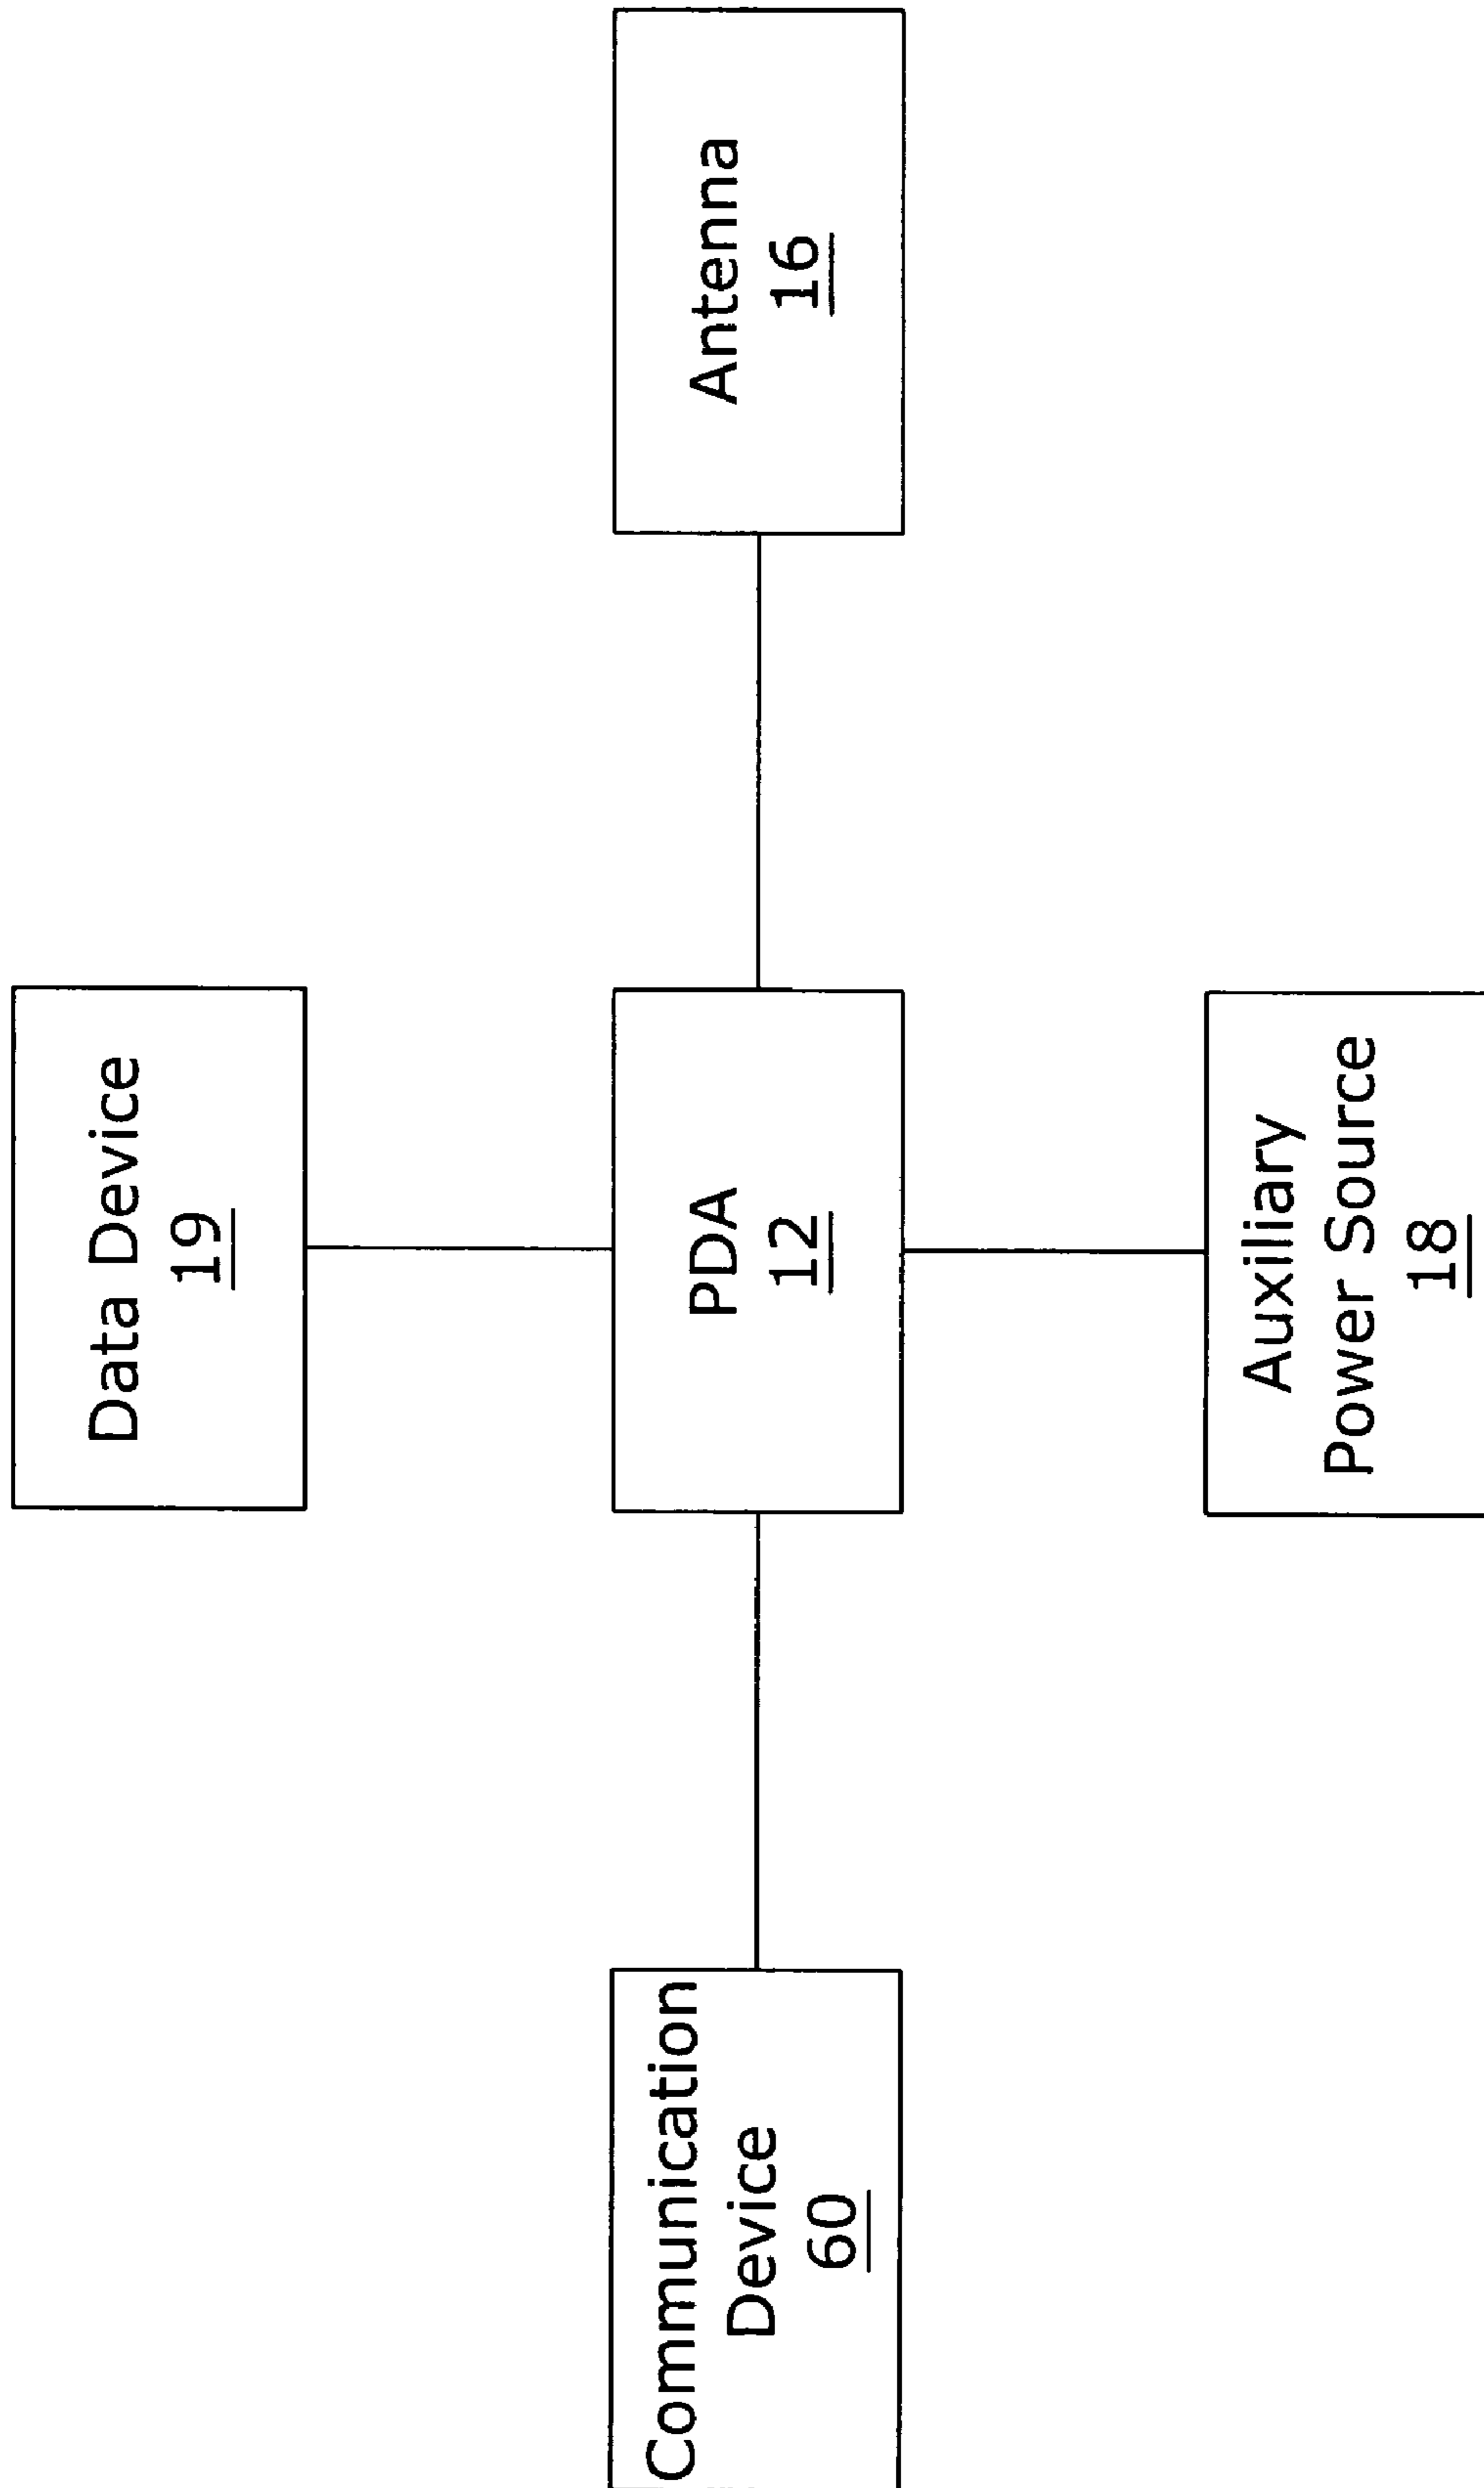 Data Device
19
Communication
Device
60
PDA
12
Antenna
16
Auxiliary
Power Source
18